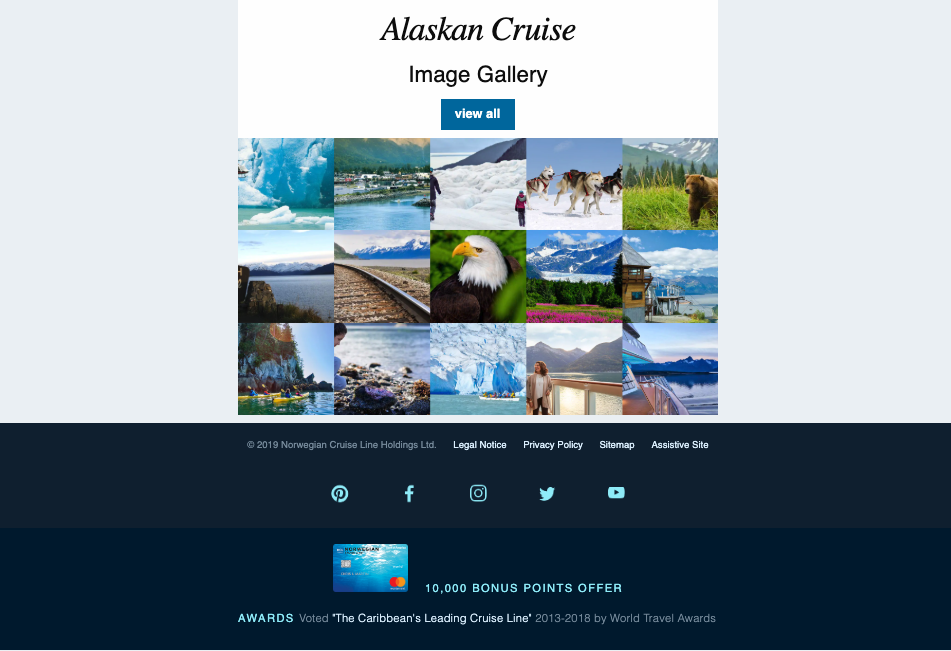 Alaskan Cruise
Image Gallery
view all
© 2019 Norwegian Cruise Line Holdings Ltd. Legal Notice Privacy Policy Sitemap Assistive Site
NORWEGIAN
10,000 BONUS POINTS OFFER
AWARDS Voted "The Caribbean's Leading Cruise Line" 2013-2018 by World Travel Awards